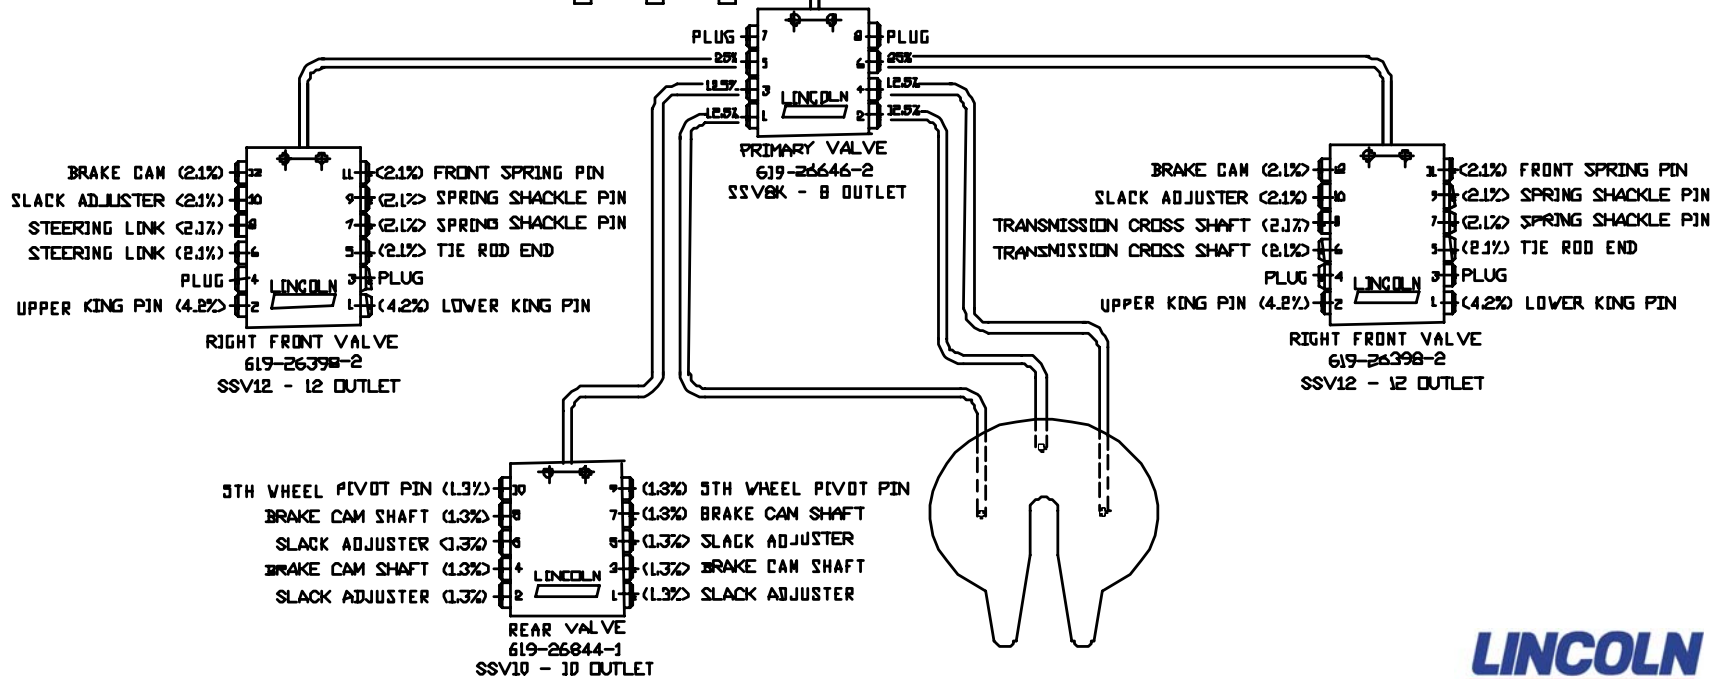 PLUG 7 8 PLUG
25% 5 6 25%
12.5% 3 4 12.5%
12.5% 1 2 12.5%
LINCOLN
PRIMARY VALVE
619-26646-2
SSV8K - 8 OUTLET
BRAKE CAM (2.1%) 12 11 (2.1%) FRONT SPRING PIN
SLACK ADJUSTER (2.1%) 10 9 (2.1%) SPRING SHACKLE PIN
STEERING LINK (2.1%) 8 7 (2.1%) SPRING SHACKLE PIN
STEERING LINK (2.1%) 6 5 (2.1%) TIE ROD END
PLUG 4 3 PLUG
LINCOLN
UPPER KING PIN (4.2%) 2 1 (4.2%) LOWER KING PIN
RIGHT FRONT VALVE
619-26398-2
SSV12 - 12 OUTLET
BRAKE CAM (2.1%) 12 11 (2.1%) FRONT SPRING PIN
SLACK ADJUSTER (2.1%) 10 9 (2.1%) SPRING SHACKLE PIN
TRANSMISSION CROSS SHAFT (2.1%) 8 7 (2.1%) SPRING SHACKLE PIN
TRANSMISSION CROSS SHAFT (2.1%) 6 5 (2.1%) TIE ROD END
PLUG 4 3 PLUG
LINCOLN
UPPER KING PIN (4.2%) 2 1 (4.2%) LOWER KING PIN
RIGHT FRONT VALVE
619-26398-2
SSV12 - 12 OUTLET
5TH WHEEL PIVOT PIN (1.3%) 10 9 (1.3%) 5TH WHEEL PIVOT PIN
BRAKE CAM SHAFT (1.3%) 8 7 (1.3%) BRAKE CAM SHAFT
SLACK ADJUSTER (1.3%) 6 5 (1.3%) SLACK ADJUSTER
BRAKE CAM SHAFT (1.3%) 4 3 (1.3%) BRAKE CAM SHAFT
LINCOLN
SLACK ADJUSTER (1.3%) 2 1 (1.3%) SLACK ADJUSTER
REAR VALVE
619-26844-1
SSV10 - 10 OUTLET
LINCOLN